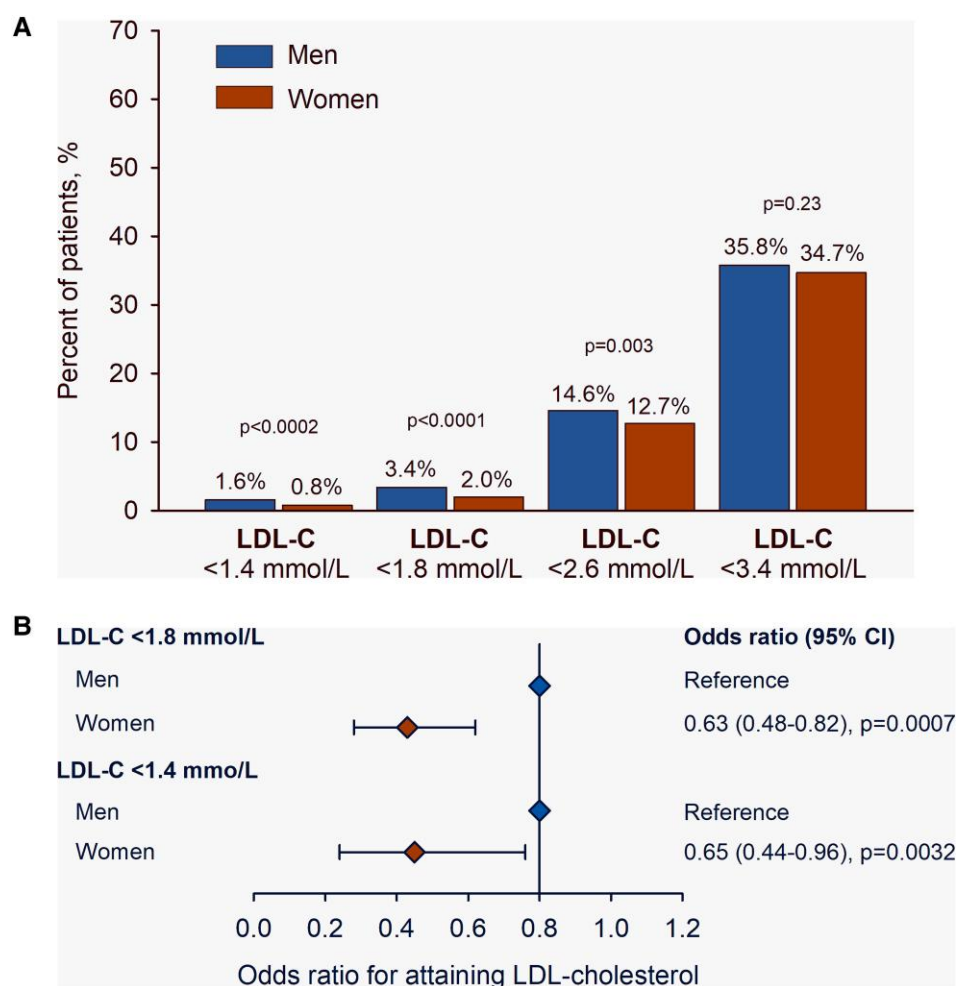 A
70
60
50
40
30
20
10
0
Percent of patients, %
Men
Women
p<0.0002
1.6% 0.8%
p<0.0001
3.4% 2.0%
p=0.003
14.6% 12.7%
p=0.23
35.8% 34.7%
LDL-C
<1.4 mmol/L
LDL-C
<1.8 mmol/L
LDL-C
<2.6 mmol/L
LDL-C
<3.4 mmol/L
B
LDL-C <1.8 mmol/L Odds ratio (95% CI)
Men Reference
Women 0.63 (0.48-0.82), p=0.0007
LDL-C <1.4 mmo/L
Men Reference
Women 0.65 (0.44-0.96), p=0.0032
0.0 0.2 0.4 0.6 0.8 1.0 1.2
Odds ratio for attaining LDL-cholesterol